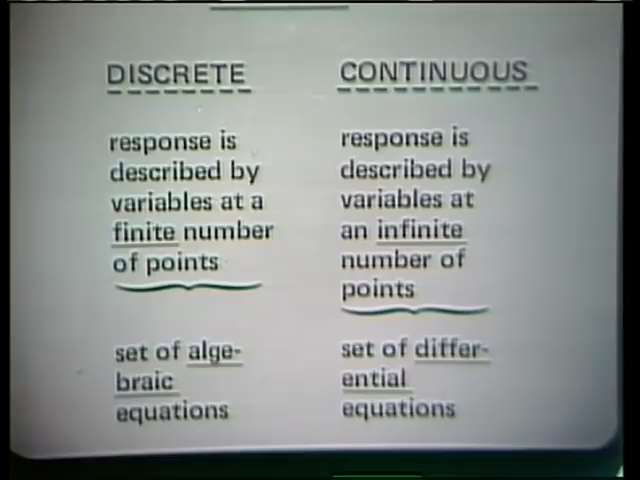 DISCRETE
response is
described by
variables at a
finite number
of points
set of alge-
braic
equations
CONTINUOUS
response is
described by
variables at
an infinite
number of
points
set of differ-
ential
equations